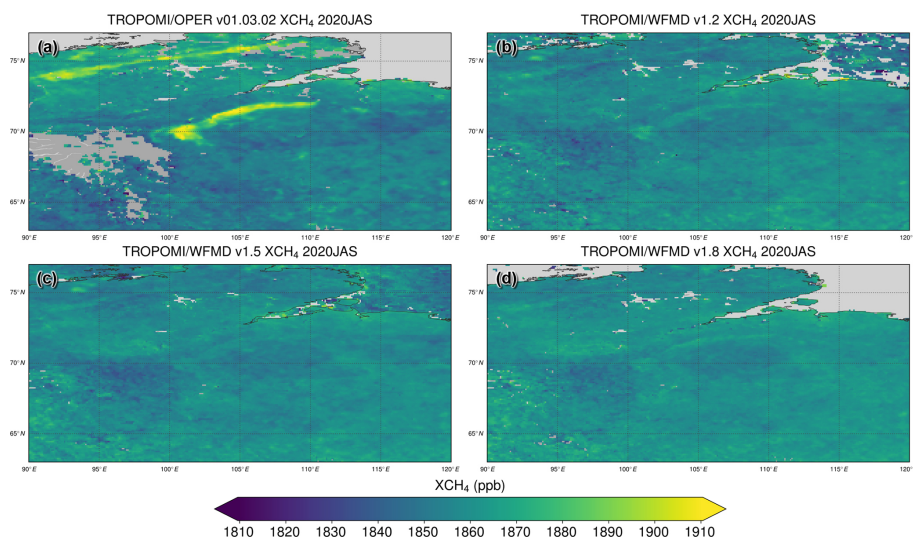 TROPOMI/OPER v01.03.02 XCH₄ 2020JAS
TROPOMI/WFMD v1.2 XCH₄ 2020JAS
(a)
(b)
75° N
70° N
65° N
90° E 95° E 100° E 105° E 110° E 115° E 120° E
75° N
70° N
65° N
90° E 95° E 100° E 105° E 110° E 115° E 120° E
TROPOMI/WFMD v1.5 XCH₄ 2020JAS
TROPOMI/WFMD v1.8 XCH₄ 2020JAS
(c)
(d)
75° N
70° N
65° N
90° E 95° E 100° E 105° E 110° E 115° E 120° E
75° N
70° N
65° N
90° E 95° E 100° E 105° E 110° E 115° E 120° E
XCH₄ (ppb)
1810 1820 1830 1840 1850 1860 1870 1880 1890 1900 1910